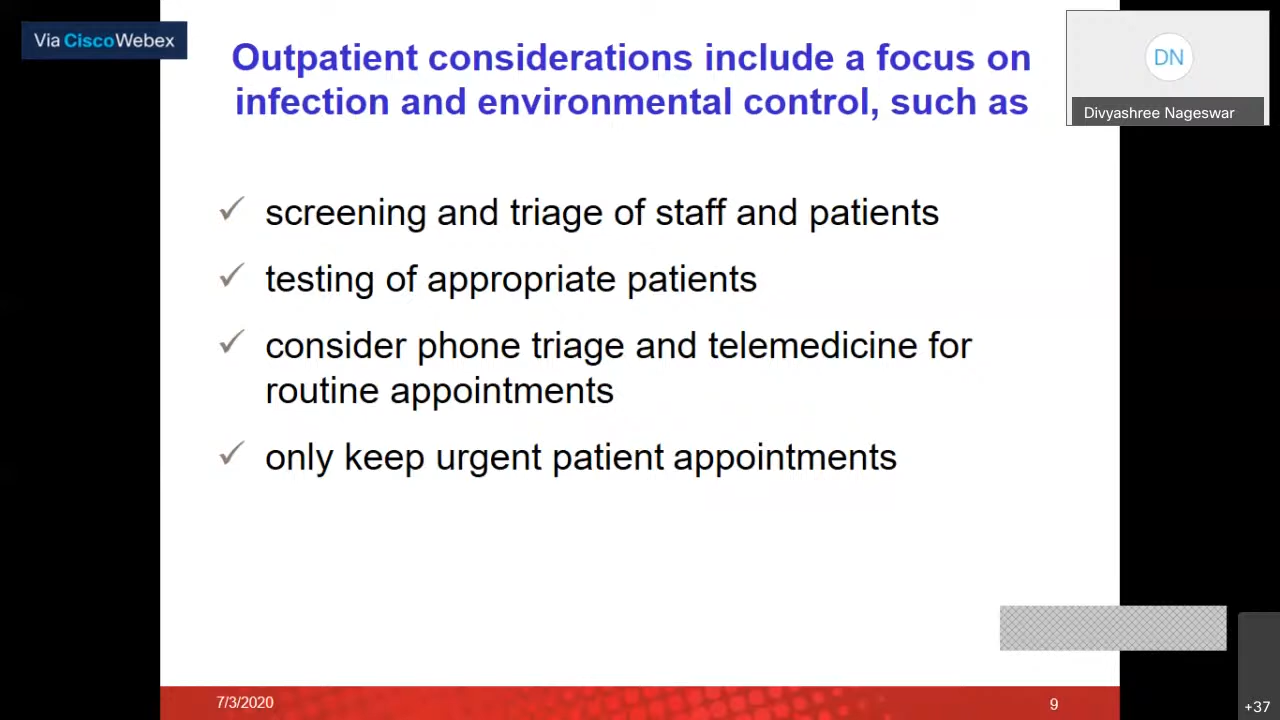 Via CiscoWebex
Outpatient considerations include a focus on
infection and environmental control, such as
DN
Divyashree Nageswar
✓ screening and triage of staff and patients
✓ testing of appropriate patients
✓ consider phone triage and telemedicine for
routine appointments
✓ only keep urgent patient appointments
7/3/2020
9
+37